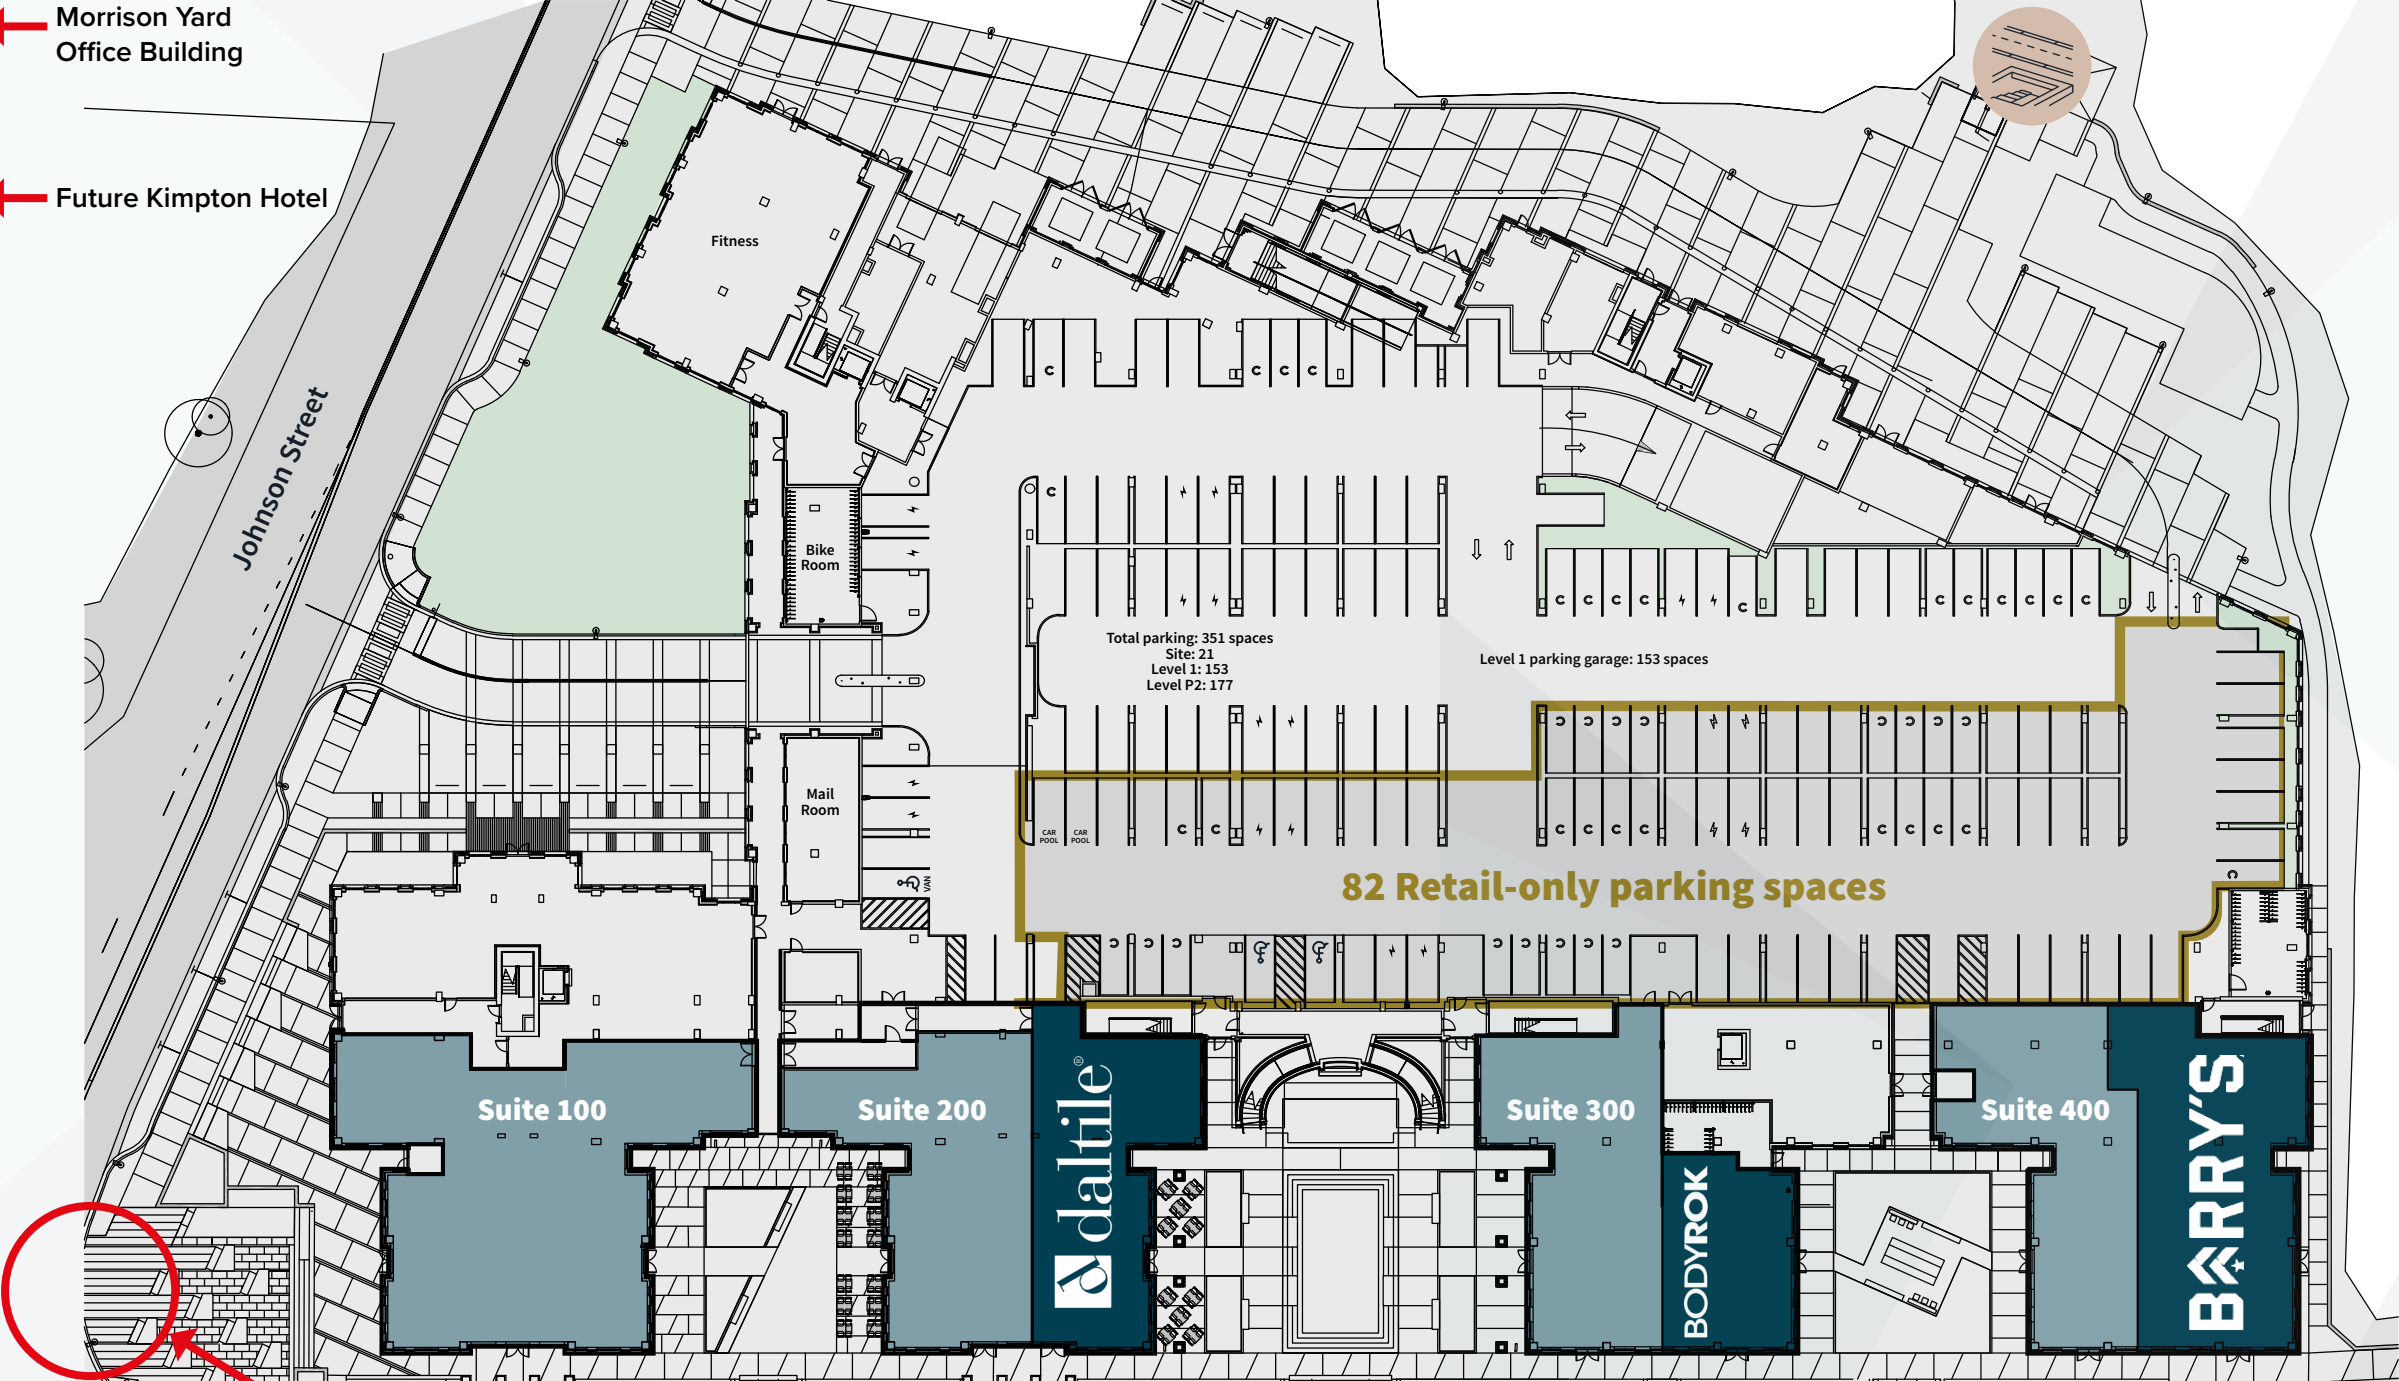 Morrison Yard
Office Building
Future Kimpton Hotel
Johnson Street
Fitness
Bike
Room
Total parking: 351 spaces
Site: 21
Level 1: 153
Level P2: 177
Level 1 parking garage: 153 spaces
Mail
Room
CAR
POOL
CAR
POOL
VAN
82 Retail-only parking spaces
Suite 100
Suite 200
daltile®
Suite 300
BODYROK
Suite 400
BARRY'S